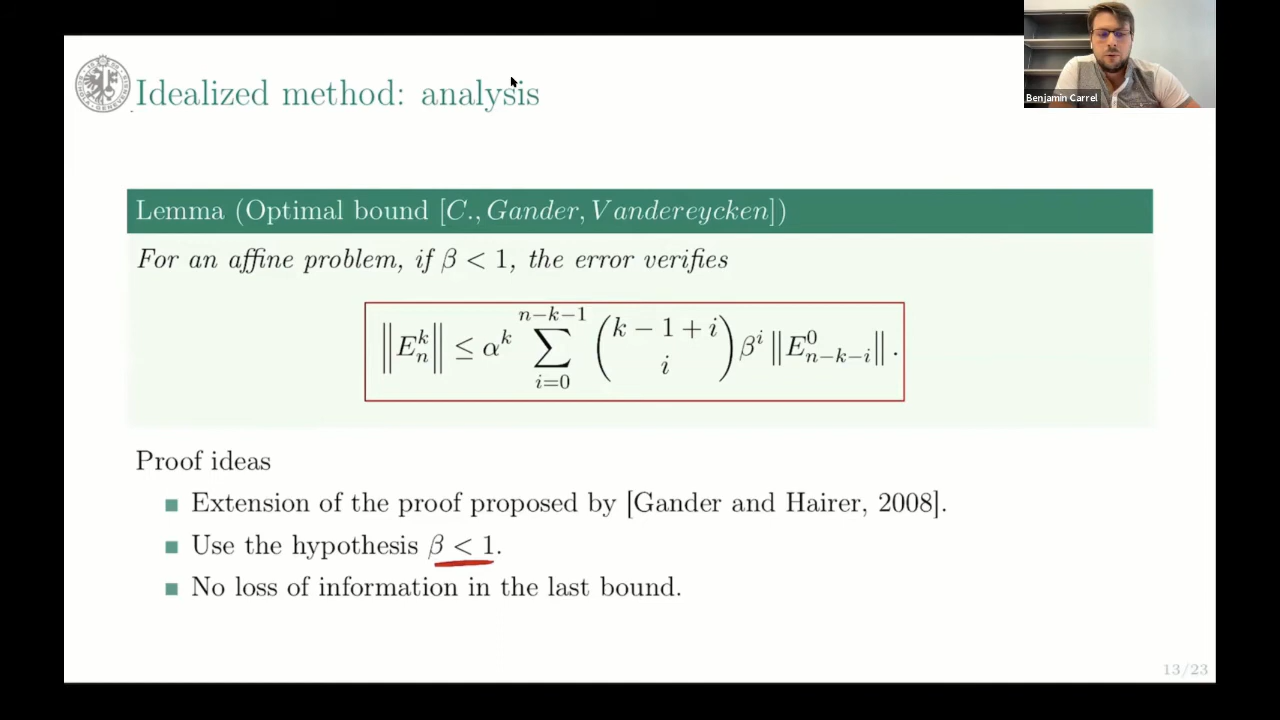 Benjamin Carrel
Idealized method: analysis
Lemma (Optimal bound [C., Gander, Vandereycken])
For an affine problem, if β < 1, the error verifies
‖E_n^k‖ ≤ α^k ∑_{i=0}^{n−k−1} \binom{k−1+i}{i} β^i ‖E_{n−k−i}^0‖.
Proof ideas
Extension of the proof proposed by [Gander and Hairer, 2008].
Use the hypothesis β < 1.
No loss of information in the last bound.
13/23